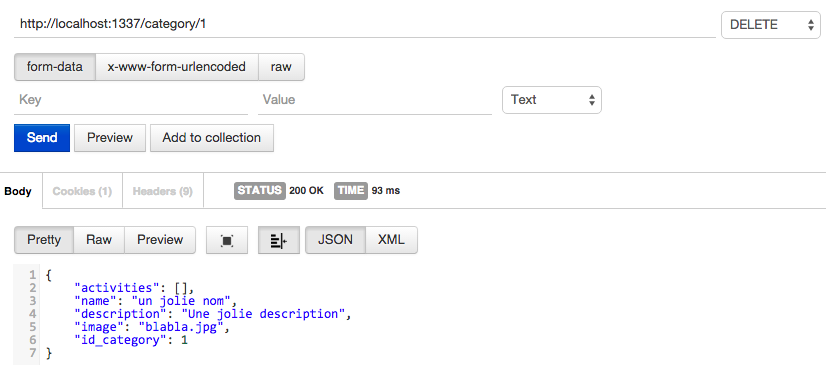 http://localhost:1337/category/1 DELETE
form-data x-www-form-urlencoded raw
Key Value Text
Send Preview Add to collection
Body Cookies (1) Headers (9) STATUS 200 OK TIME 93 ms
Pretty Raw Preview JSON XML
1 {
2 "activities": [],
3 "name": "un jolie nom",
4 "description": "Une jolie description",
5 "image": "blabla.jpg",
6 "id_category": 1
7 }